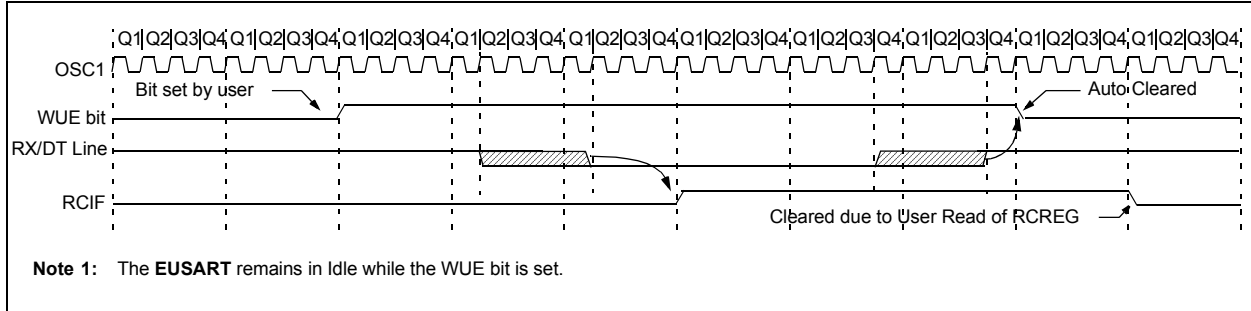 Q1|Q2|Q3|Q4|Q1|Q2|Q3|Q4|Q1|Q2|Q3|Q4|Q1|Q2|Q3|Q4|Q1|Q2|Q3|Q4|Q1|Q2|Q3|Q4|Q1|Q2|Q3|Q4|Q1|Q2|Q3|Q4|Q1|Q2|Q3|Q4|Q1|Q2|Q3|Q4
OSC1
Bit set by user
Auto Cleared
WUE bit
RX/DT Line
RCIF
Cleared due to User Read of RCREG
Note 1: The EUSART remains in Idle while the WUE bit is set.